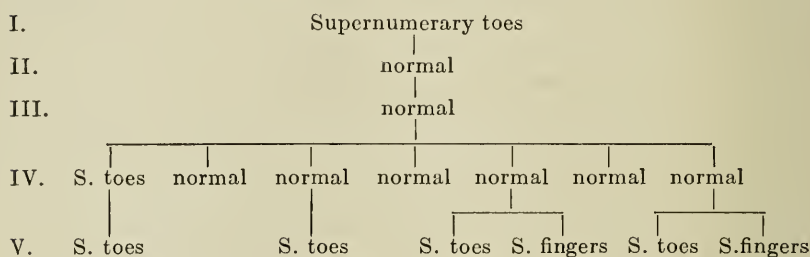 I. Supernumerary toes
II. normal
III. normal
IV. S. toes normal normal normal normal normal normal
V. S. toes S. toes S. toes S. fingers S. toes S.fingers